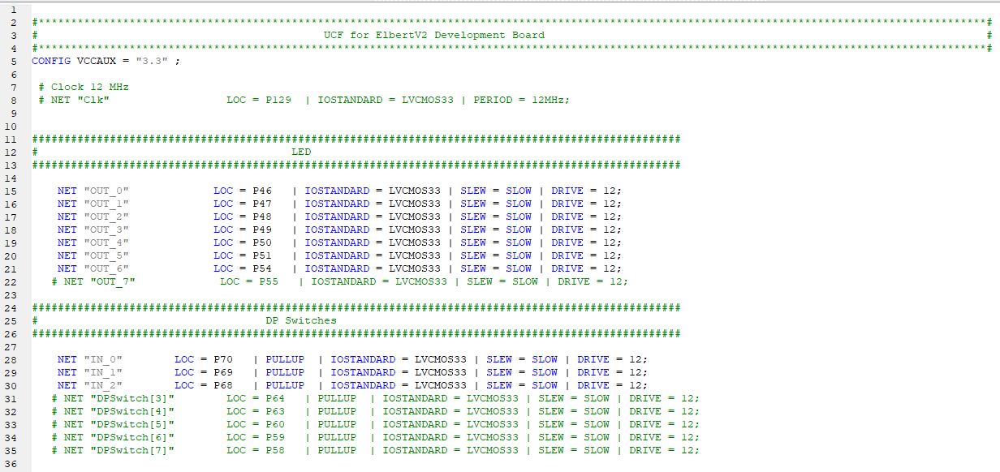 1
2 #**************************************************************************************************************************************************#
3 # UCF for ElbertV2 Development Board #
4 #**************************************************************************************************************************************************#
5 CONFIG VCCAUX = "3.3" ;
6
7 # Clock 12 MHz
8 # NET "Clk" LOC = P129 | IOSTANDARD = LVCMOS33 | PERIOD = 12MHz;
9
10
11 ####################################################################################################
12 # LED
13 ####################################################################################################
14
15 NET "OUT_0" LOC = P46 | IOSTANDARD = LVCMOS33 | SLEW = SLOW | DRIVE = 12;
16 NET "OUT_1" LOC = P47 | IOSTANDARD = LVCMOS33 | SLEW = SLOW | DRIVE = 12;
17 NET "OUT_2" LOC = P48 | IOSTANDARD = LVCMOS33 | SLEW = SLOW | DRIVE = 12;
18 NET "OUT_3" LOC = P49 | IOSTANDARD = LVCMOS33 | SLEW = SLOW | DRIVE = 12;
19 NET "OUT_4" LOC = P50 | IOSTANDARD = LVCMOS33 | SLEW = SLOW | DRIVE = 12;
20 NET "OUT_5" LOC = P51 | IOSTANDARD = LVCMOS33 | SLEW = SLOW | DRIVE = 12;
21 NET "OUT_6" LOC = P54 | IOSTANDARD = LVCMOS33 | SLEW = SLOW | DRIVE = 12;
22 # NET "OUT_7" LOC = P55 | IOSTANDARD = LVCMOS33 | SLEW = SLOW | DRIVE = 12;
23
24 ####################################################################################################
25 # DP Switches
26 ####################################################################################################
27
28 NET "IN_0" LOC = P70 | PULLUP | IOSTANDARD = LVCMOS33 | SLEW = SLOW | DRIVE = 12;
29 NET "IN_1" LOC = P69 | PULLUP | IOSTANDARD = LVCMOS33 | SLEW = SLOW | DRIVE = 12;
30 NET "IN_2" LOC = P68 | PULLUP | IOSTANDARD = LVCMOS33 | SLEW = SLOW | DRIVE = 12;
31 # NET "DPSwitch[3]" LOC = P64 | PULLUP | IOSTANDARD = LVCMOS33 | SLEW = SLOW | DRIVE = 12;
32 # NET "DPSwitch[4]" LOC = P63 | PULLUP | IOSTANDARD = LVCMOS33 | SLEW = SLOW | DRIVE = 12;
33 # NET "DPSwitch[5]" LOC = P60 | PULLUP | IOSTANDARD = LVCMOS33 | SLEW = SLOW | DRIVE = 12;
34 # NET "DPSwitch[6]" LOC = P59 | PULLUP | IOSTANDARD = LVCMOS33 | SLEW = SLOW | DRIVE = 12;
35 # NET "DPSwitch[7]" LOC = P58 | PULLUP | IOSTANDARD = LVCMOS33 | SLEW = SLOW | DRIVE = 12;
36